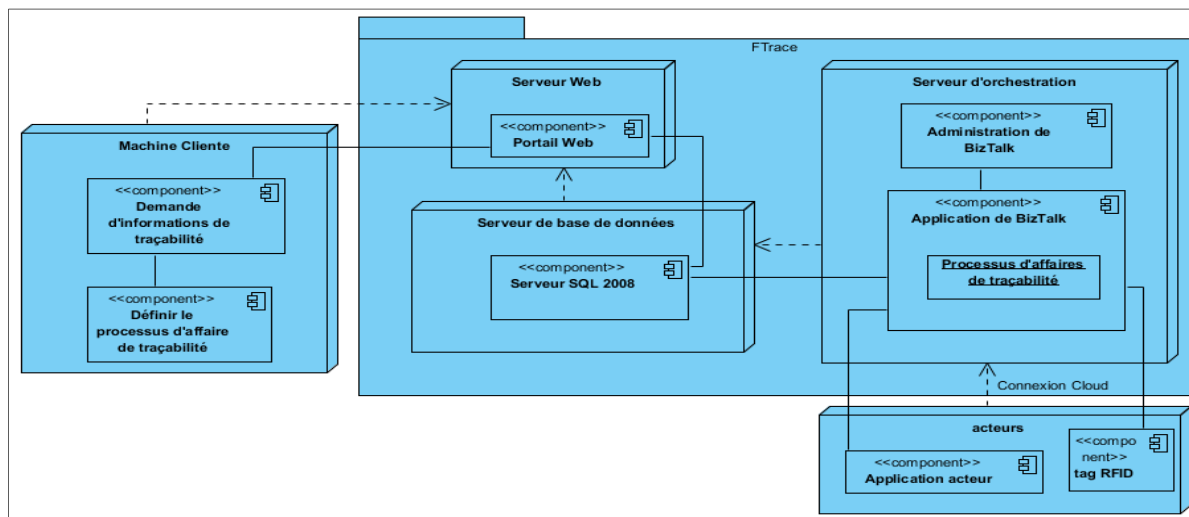 FTrace
Machine Cliente
<<component>>
Demande
d'informations de
traçabilité
<<component>>
Définir le
processus d'affaire
de traçabilité
Serveur Web
<<component>>
Portail Web
Serveur de base de données
<<component>>
Serveur SQL 2008
Serveur d'orchestration
<<component>>
Administration de
BizTalk
<<component>>
Application de BizTalk
Processus d'affaires
de traçabilité
Connexion Cloud
acteurs
<<component>>
Application acteur
<<compo
nent>>
tag RFID